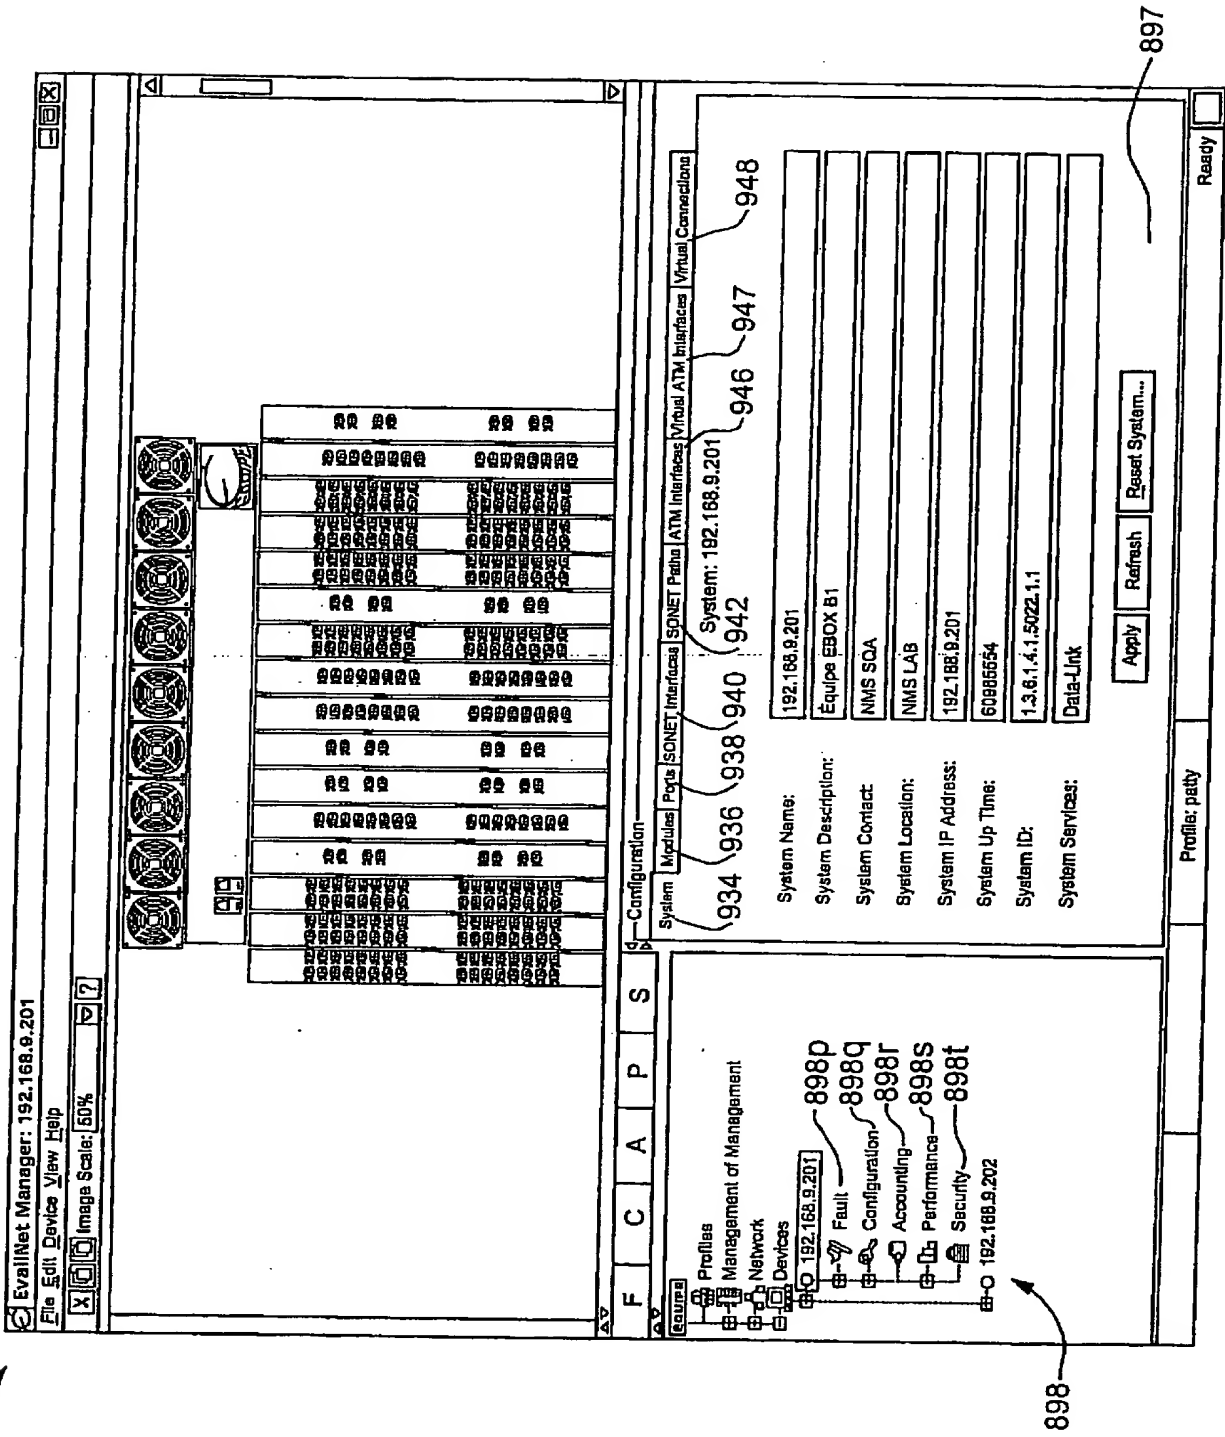 EvailNet Manager: 192.168.9.201
File Edit Device View Help
Image Scale: 50% ?
F C A P S
EQUIPE
Profiles
Management of Management
Network
Devices
192.168.9.201
Fault
Configuration
Accounting
Performance
Security
192.168.9.202
898p
898q
898r
898s
898t
898
Configuration
System Modules Ports SONET Interfaces SONET Paths ATM Interfaces Virtual ATM Interfaces Virtual Connections
934 936 938 940 942 946 947 948
System: 192.168.9.201
System Name: 192.168.9.201
System Description: Équipe EBOX B1
System Contact: NMS SQA
System Location: NMS LAB
System IP Address: 192.168.9.201
System Up Time: 60985554
System ID: 1.3.6.1.4.1.5022.1.1
System Services: Data-Link
Apply Refresh Reset System...
897
Profile: patty
Ready